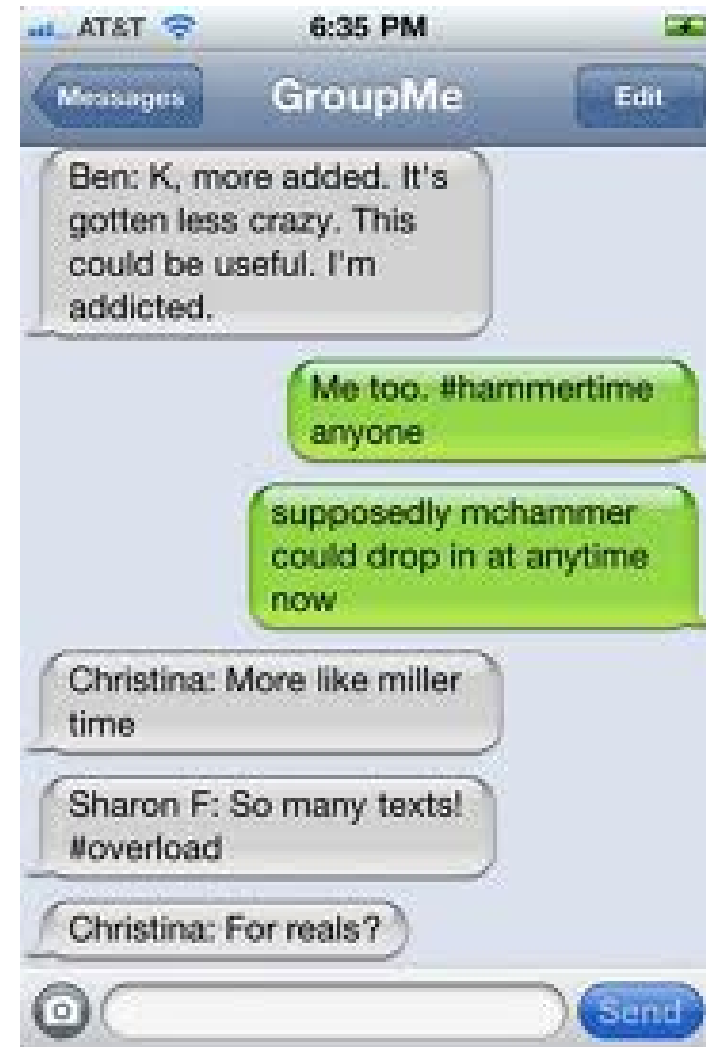 AT&T 6:35 PM
Messages GroupMe Edit
Ben: K, more added. It's
gotten less crazy. This
could be useful. I'm
addicted.
Me too. #hammertime
anyone
supposedly mchammer
could drop in at anytime
now
Christina: More like miller
time
Sharon F: So many texts!
#overload
Christina: For reals?
Send